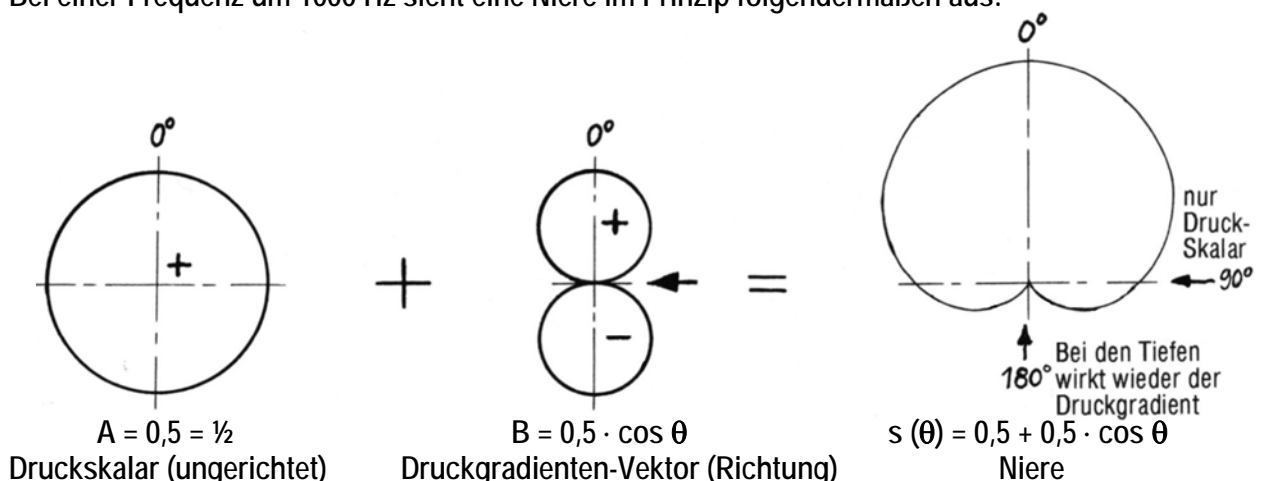 Bei einer Frequenz um 1000 Hz sieht eine Niere im Prinzip folgendermaßen aus:
0°
+
+
0°
+
−
=
0°
nur
Druck-
Skalar
90°
180°
Bei den Tiefen
wirkt wieder der
Druckgradient
A = 0,5 = ½
Druckskalar (ungerichtet)
B = 0,5 · cos θ
Druckgradienten-Vektor (Richtung)
s (θ) = 0,5 + 0,5 · cos θ
Niere